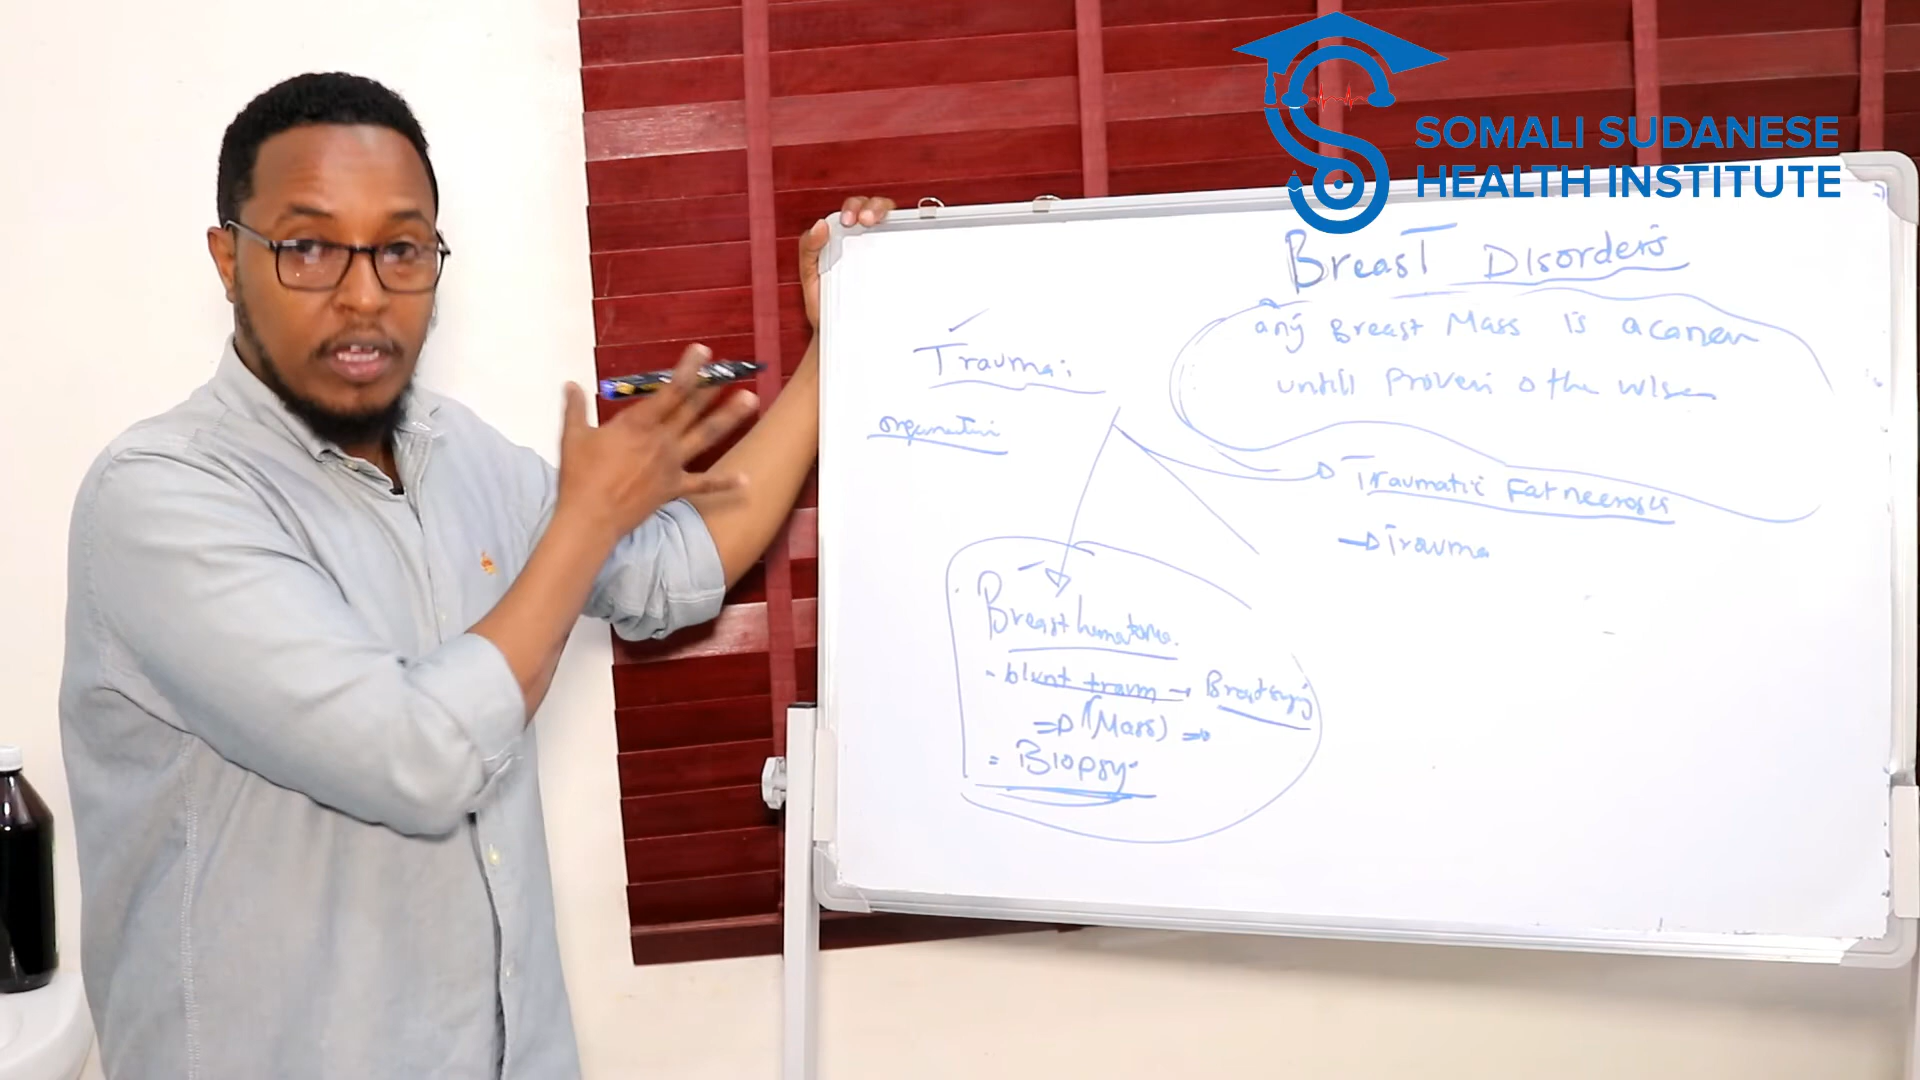 SOMALI SUDANESE
HEALTH INSTITUTE
BreasT Disorders
any Breast Mass is a cancer
untill proven otherwise
Trauma:
Traumatic Fat necrosis
→ Trauma
Breast hematoma.
- blunt traum →
⇒ (Mass) ⇒
= Biopsy